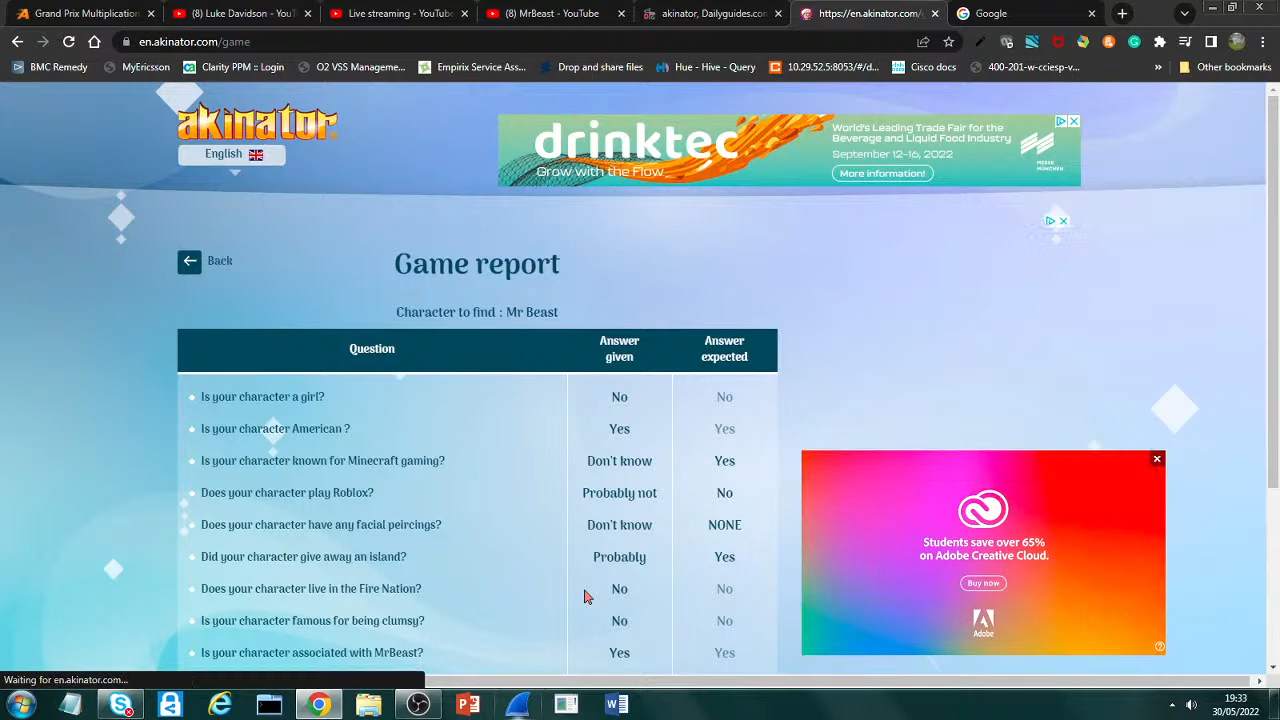 Grand Prix Multiplication | A
Live streaming - YouTube
(8) MrBeast - YouTube
akinator, Dailyguides.com
https://en.akinator.com/
Google
en.akinator.com/game
BMC Remedy
MyEricsson
Clarity PPM :: Login
O2 VSS Manageme...
Empirix Service Ass...
Drop and share files
Hue - Hive - Query
10.29.52.5:8053/#/d...
Cisco docs
400-201-w-cciesp-v...
»
Other bookmarks
akinator
English
drinktec
Grow with the Flow
World's Leading Trade Fair for the
Beverage and Liquid Food Industry
September 12-16, 2022
More information!
MESSE
MÜNCHEN
Back
Game report
Character to find : Mr Beast
Question
Answer
given
Answer
expected
Is your character a girl? No No
Is your character American ? Yes Yes
Is your character known for Minecraft gaming? Don't know Yes
Does your character play Roblox? Probably not No
Does your character have any facial peircings? Don't know NONE
Did your character give away an island? Probably Yes
Does your character live in the Fire Nation? No No
Is your character famous for being clumsy? No No
Is your character associated with MrBeast? Yes Yes
Students save over 65%
on Adobe Creative Cloud.
Buy now
Adobe
Waiting for en.akinator.com...
19:33
30/05/2022